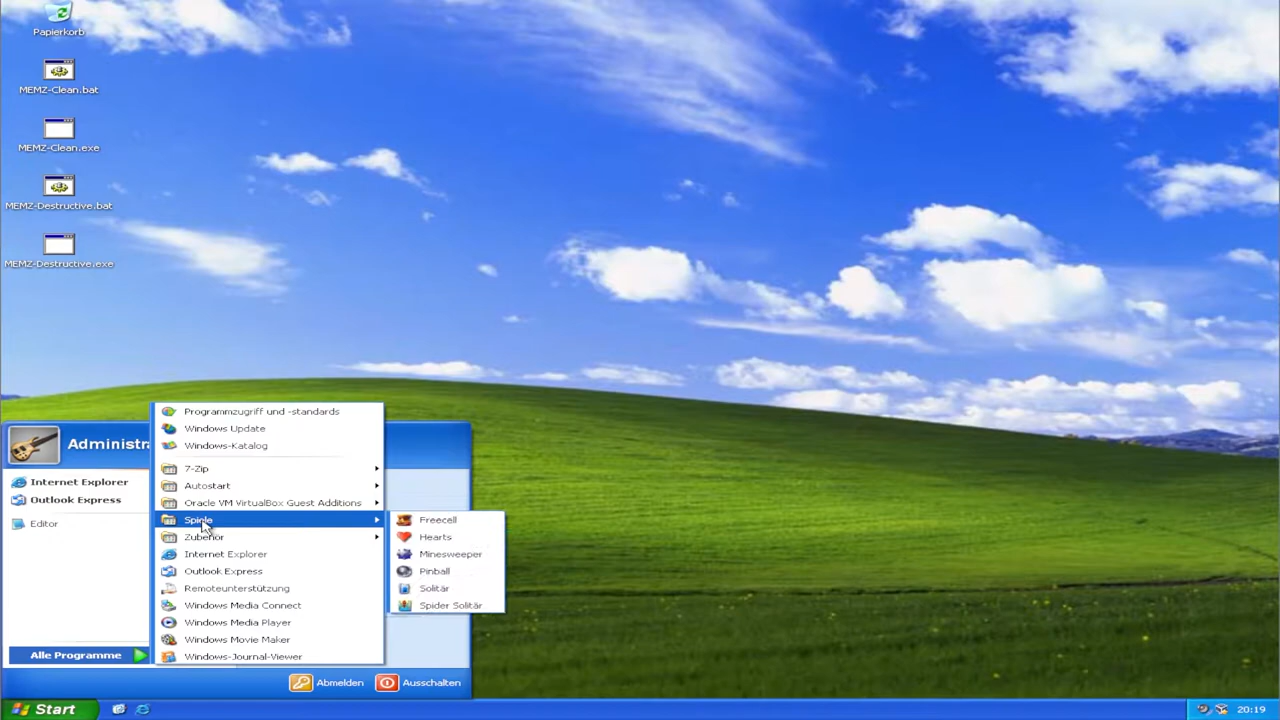 Papierkorb
MEMZ-Clean.bat
MEMZ-Clean.exe
MEMZ-Destructive.bat
MEMZ-Destructive.exe
Administra
Internet Explorer
Outlook Express
Editor
Alle Programme
Programmzugriff und -standards
Windows Update
Windows-Katalog
7-Zip
Autostart
Oracle VM VirtualBox Guest Additions
Spiele
Zubehör
Internet Explorer
Outlook Express
Remoteunterstützung
Windows Media Connect
Windows Media Player
Windows Movie Maker
Windows-Journal-Viewer
Freecell
Hearts
Minesweeper
Pinball
Solitär
Spider Solitär
Abmelden
Ausschalten
Start
20:19